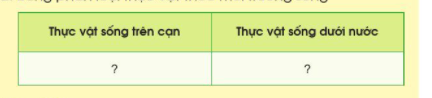 Thực vật sống trên cạn
Thực vật sống dưới nước
?
?